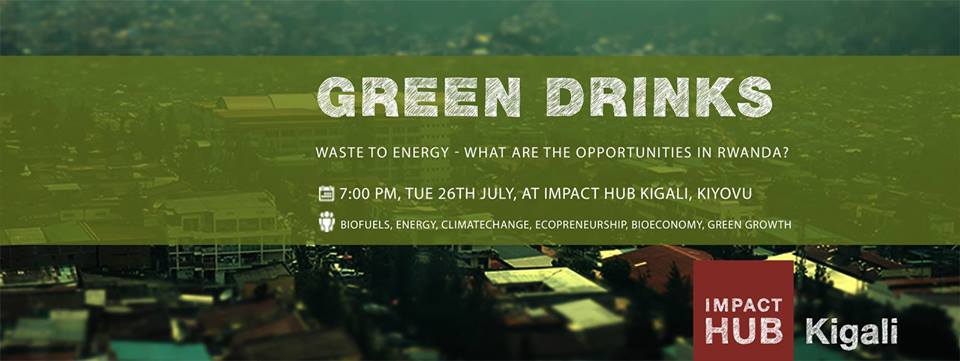 GREEN DRINKS
WASTE TO ENERGY - WHAT ARE THE OPPORTUNITIES IN RWANDA?
7:00 PM, TUE 26TH JULY, AT IMPACT HUB KIGALI, KIYOVU
BIOFUELS, ENERGY, CLIMATECHANGE, ECOPRENEURSHIP, BIOECONOMY, GREEN GROWTH
IMPACT
HUB Kigali